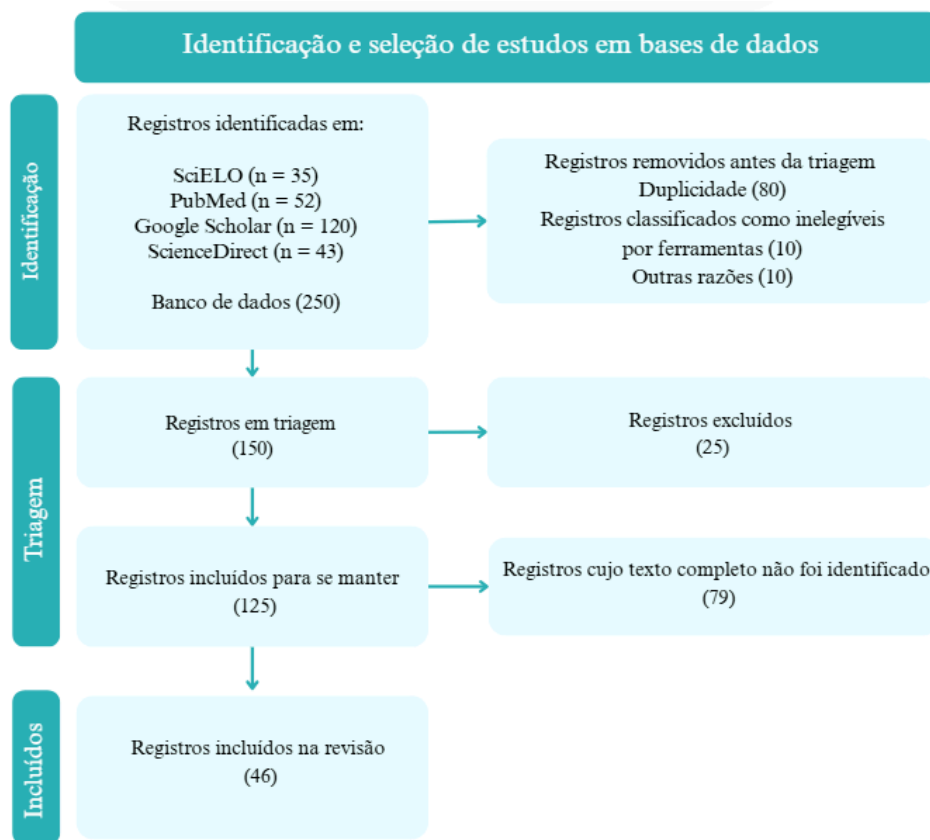 Identificação e seleção de estudos em bases de dados
Identificação
Registros identificadas em:
SciELO (n = 35)
PubMed (n = 52)
Google Scholar (n = 120)
ScienceDirect (n = 43)
Banco de dados (250)
Registros removidos antes da triagem
Duplicidade (80)
Registros classificados como inelegíveis
por ferramentas (10)
Outras razões (10)
Triagem
Registros em triagem
(150)
Registros excluídos
(25)
Registros incluídos para se manter
(125)
Registros cujo texto completo não foi identificado
(79)
Incluídos
Registros incluídos na revisão
(46)